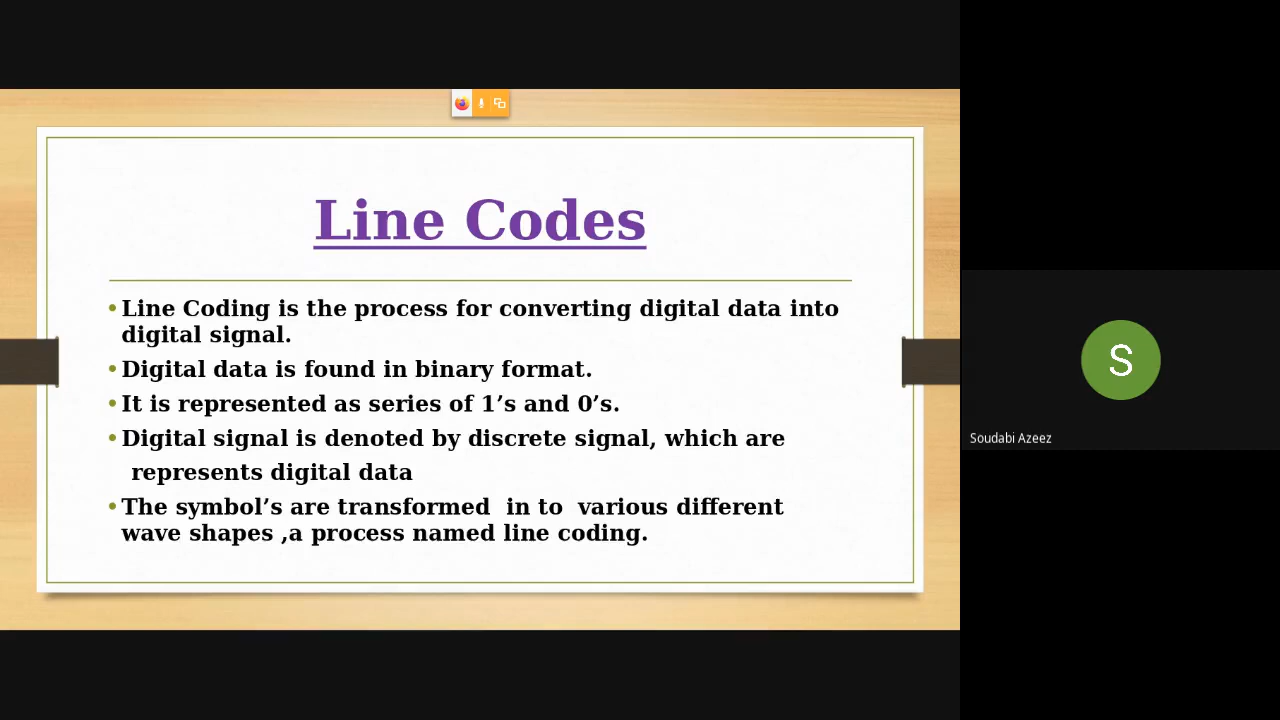 Line Codes
•Line Coding is the process for converting digital data into
digital signal.
•Digital data is found in binary format.
•It is represented as series of 1’s and 0’s.
•Digital signal is denoted by discrete signal, which are
represents digital data
•The symbol’s are transformed  in to  various different
wave shapes ,a process named line coding.
S
Soudabi Azeez